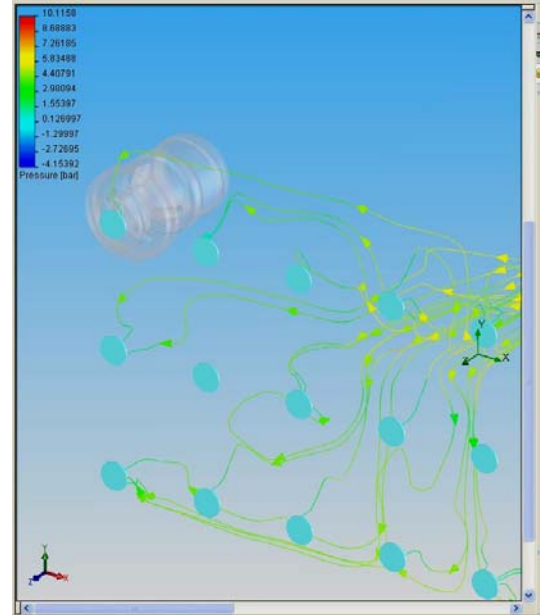 10.1158
8.68883
7.26185
5.83488
4.40791
2.90094
1.55397
0.126997
-1.29997
-2.72695
-4.15392
Pressure [bar]
Y
X
Z
Y
Z
X